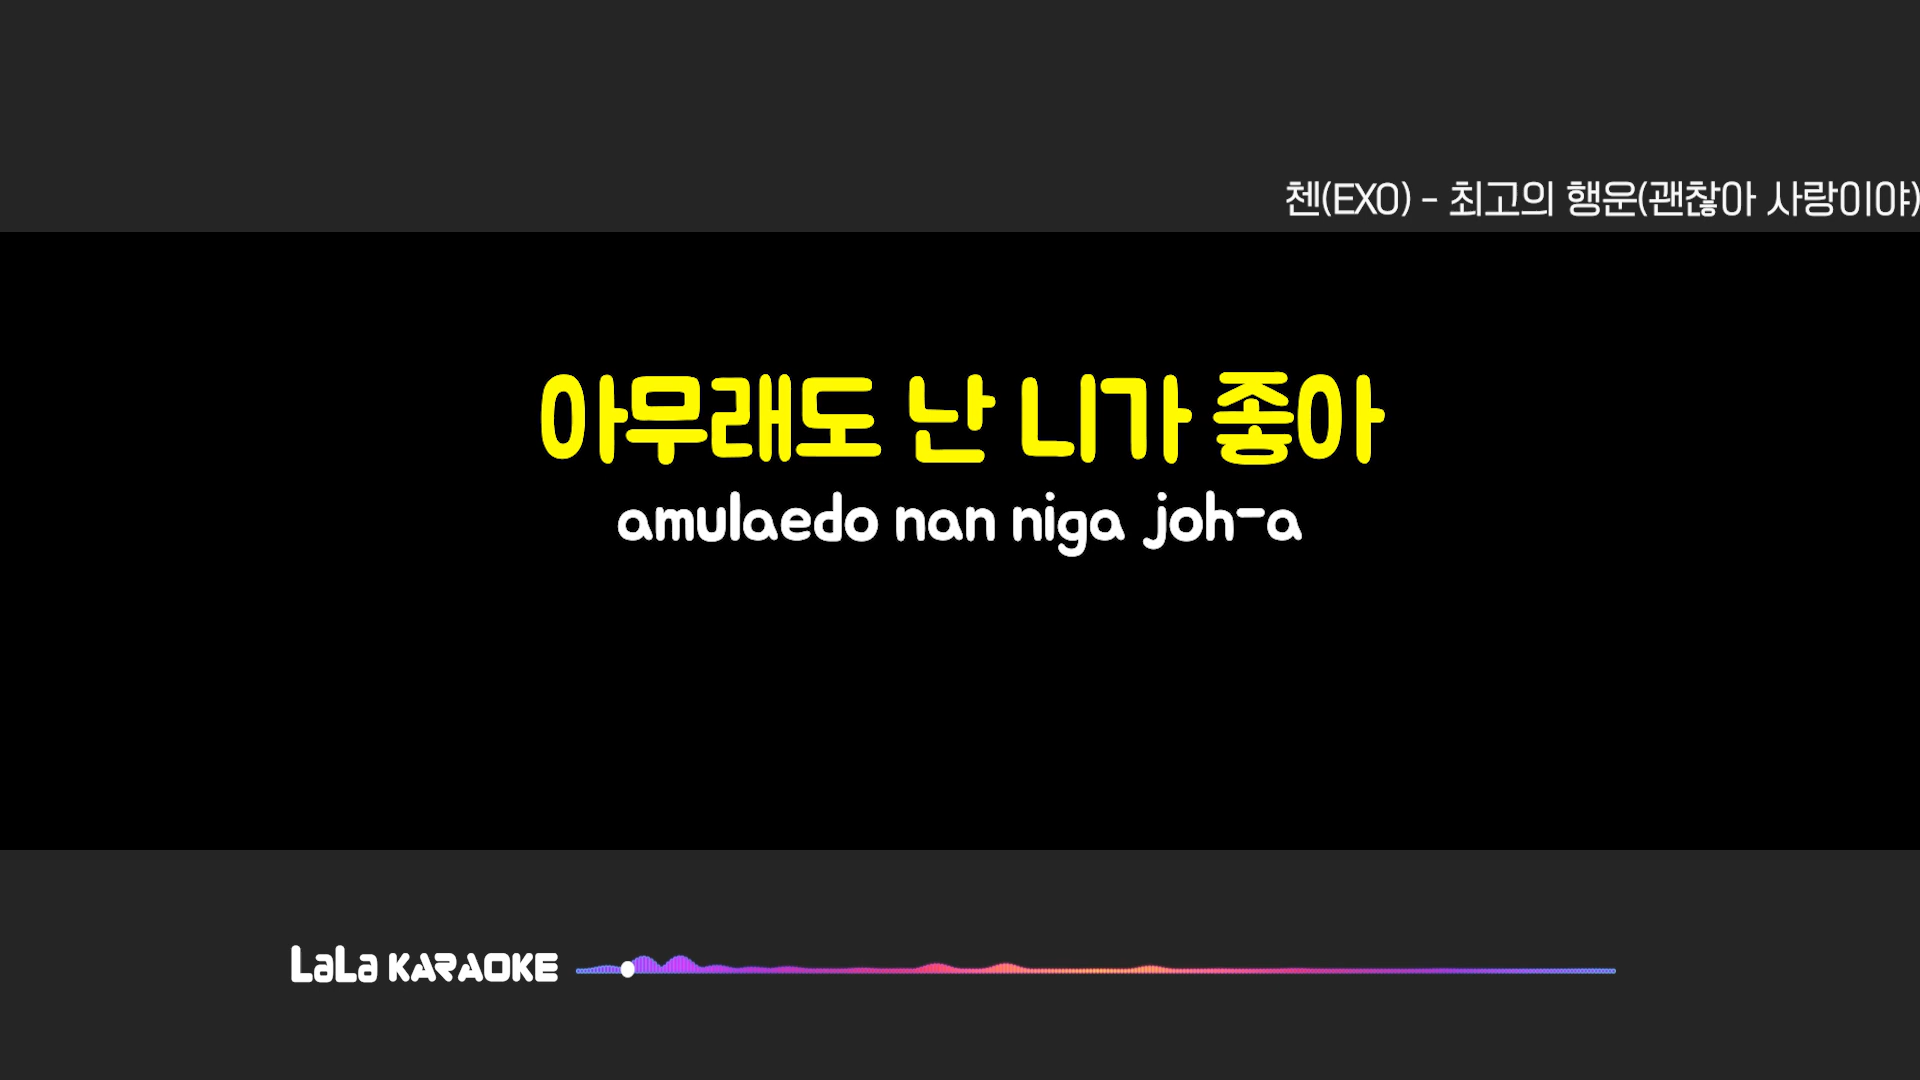 첸(EXO) - 최고의 행운(괜찮아 사랑이야)
아무래도 난 니가 좋아
amulaedo nan niga joh-a
LaLa KARAOKE